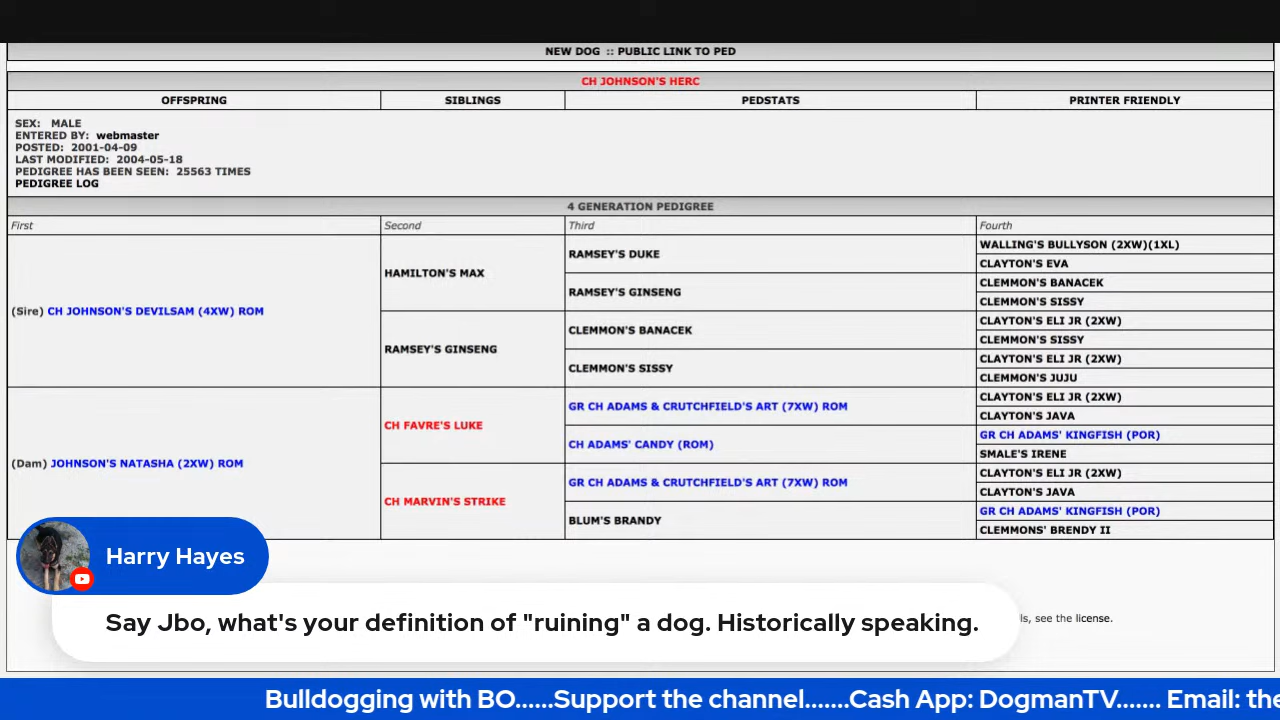 NEW DOG :: PUBLIC LINK TO PED
CH JOHNSON'S HERC
OFFSPRING SIBLINGS PEDSTATS PRINTER FRIENDLY
SEX: MALE
ENTERED BY: webmaster
POSTED: 2001-04-09
LAST MODIFIED: 2004-05-18
PEDIGREE HAS BEEN SEEN: 25563 TIMES
PEDIGREE LOG
4 GENERATION PEDIGREE
First Second Third Fourth
(Sire) CH JOHNSON'S DEVILSAM (4XW) ROM
HAMILTON'S MAX
RAMSEY'S DUKE
WALLING'S BULLYSON (2XW)(1XL)
CLAYTON'S EVA
RAMSEY'S GINSENG
CLEMMON'S BANACEK
CLEMMON'S SISSY
RAMSEY'S GINSENG
CLEMMON'S BANACEK
CLAYTON'S ELI JR (2XW)
CLEMMON'S SISSY
CLEMMON'S SISSY
CLAYTON'S ELI JR (2XW)
CLEMMON'S JUJU
(Dam) JOHNSON'S NATASHA (2XW) ROM
CH FAVRE'S LUKE
GR CH ADAMS & CRUTCHFIELD'S ART (7XW) ROM
CLAYTON'S ELI JR (2XW)
CLAYTON'S JAVA
CH ADAMS' CANDY (ROM)
GR CH ADAMS' KINGFISH (POR)
SMALE'S IRENE
CH MARVIN'S STRIKE
GR CH ADAMS & CRUTCHFIELD'S ART (7XW) ROM
CLAYTON'S ELI JR (2XW)
CLAYTON'S JAVA
BLUM'S BRANDY
GR CH ADAMS' KINGFISH (POR)
CLEMMONS' BRENDY II
Harry Hayes
Say Jbo, what's your definition of "ruining" a dog. Historically speaking.
ls, see the license.
Bulldogging with BO......Support the channel.......Cash App: DogmanTV....... Email: the